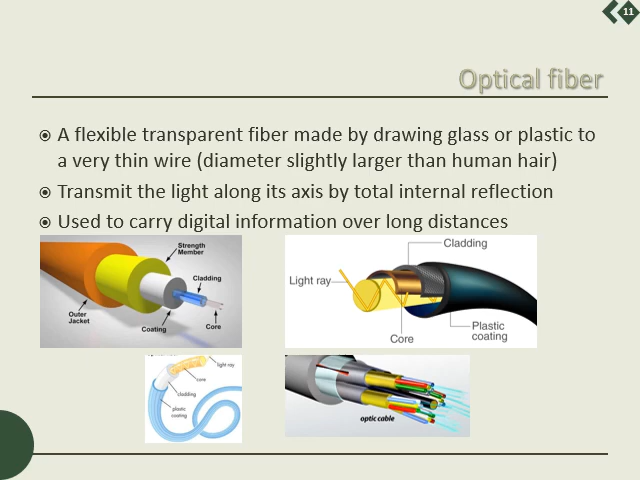 11
Optical fiber
A flexible transparent fiber made by drawing glass or plastic to
a very thin wire (diameter slightly larger than human hair)
Transmit the light along its axis by total internal reflection
Used to carry digital information over long distances
Strength
Member
Cladding
Outer
Jacket
Coating
Core
Cladding
Light ray
Core
Plastic
coating
light ray
core
cladding
plastic
coating
optic cable